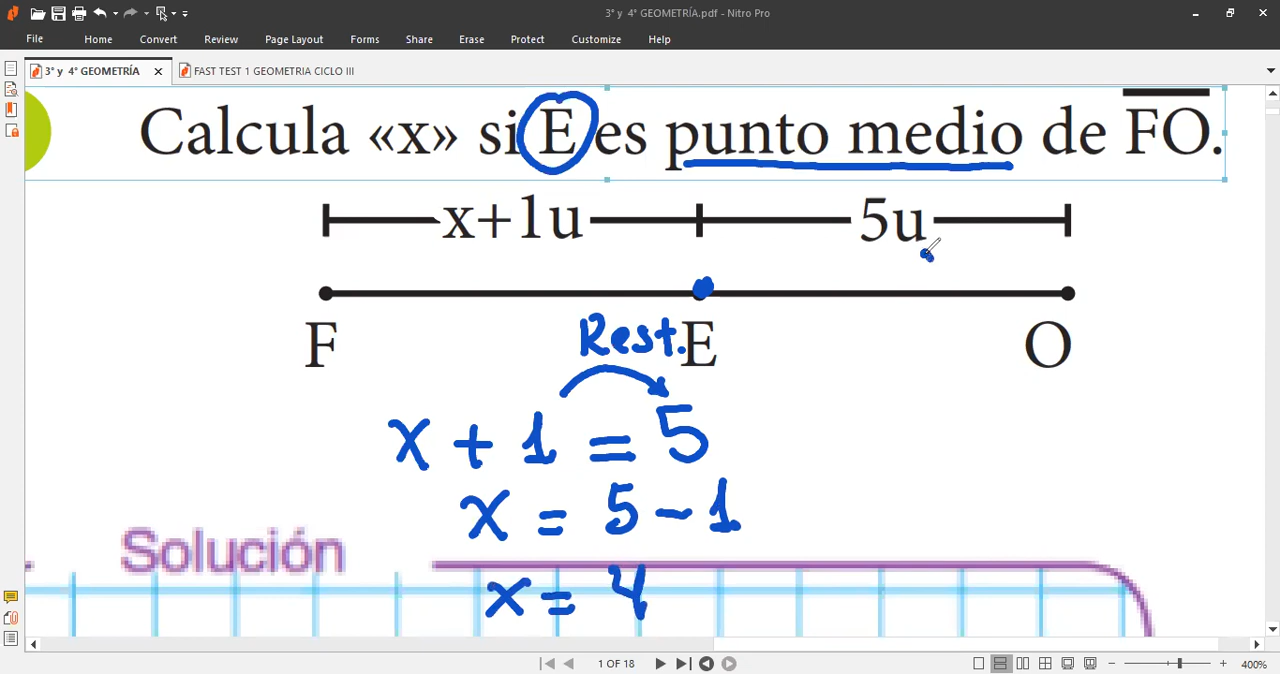 3° y 4° GEOMETRÍA.pdf - Nitro Pro
File Home Convert Review Page Layout Forms Share Erase Protect Customize Help
3° y 4° GEOMETRÍA FAST TEST 1 GEOMETRIA CICLO III
Calcula «x» si E es punto medio de FO.
x+1u 5u
F E O
Rest.
x + 1 = 5
x = 5 - 1
Solución
x = 4
1 OF 18
400%